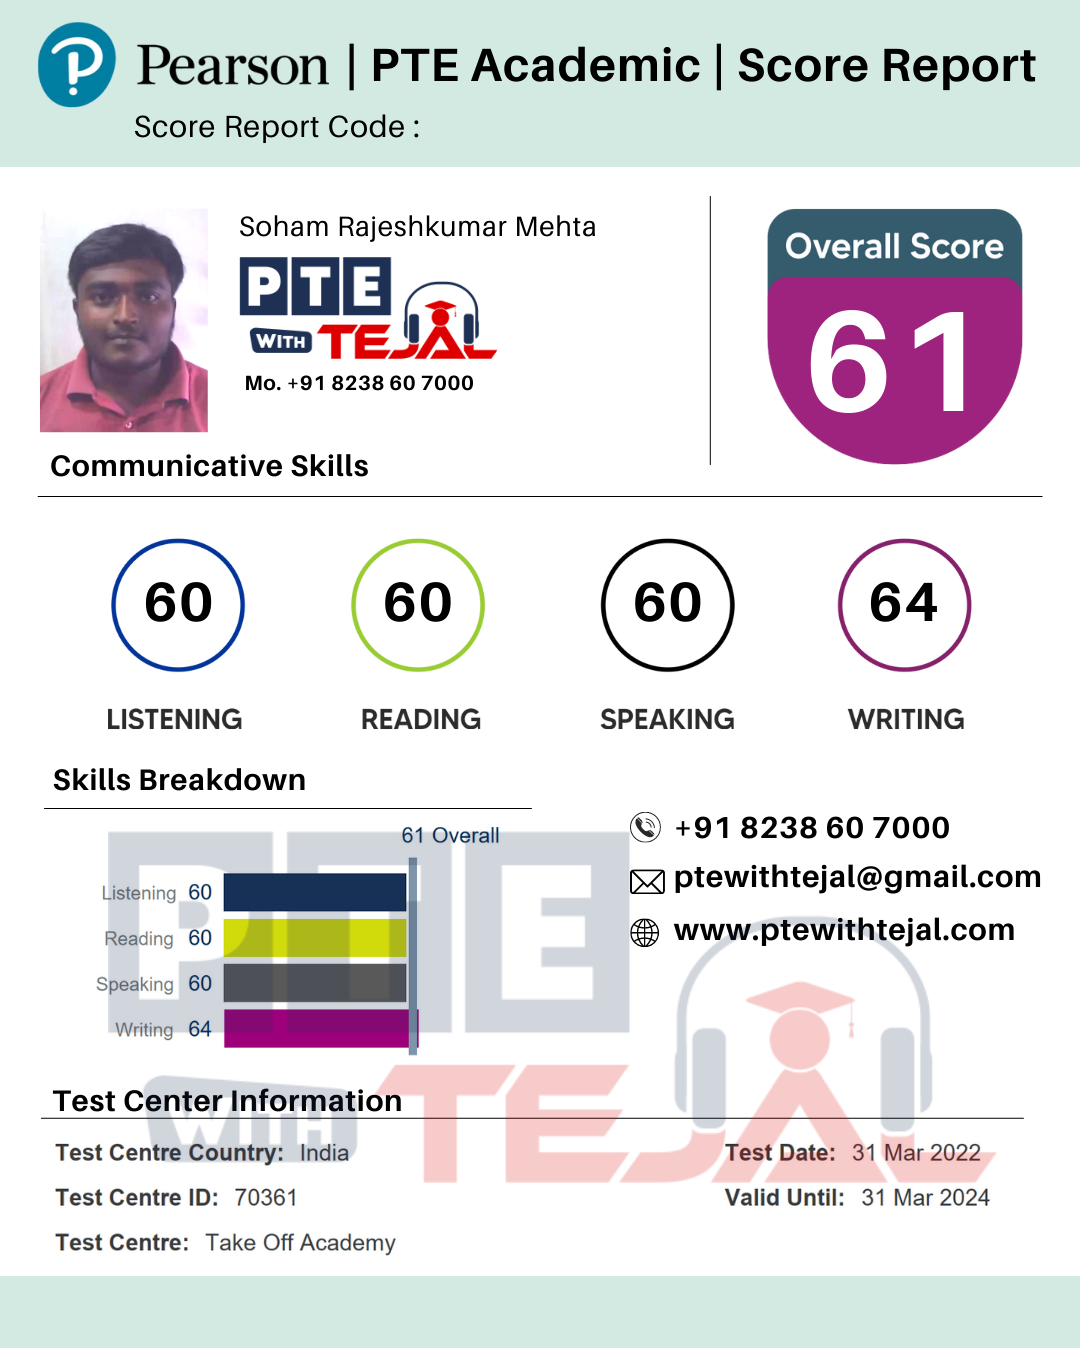 Pearson | PTE Academic | Score Report
Score Report Code :
Soham Rajeshkumar Mehta
PTE
WITH TEJAL
Mo. +91 8238 60 7000
Overall Score
61
Communicative Skills
60 60 60 64
LISTENING READING SPEAKING WRITING
Skills Breakdown
61 Overall
Listening 60
Reading 60
Speaking 60
Writing 64
+91 8238 60 7000
ptewithtejal@gmail.com
www.ptewithtejal.com
PTE
WITH TEJAL
Test Center Information
Test Centre Country: India
Test Centre ID: 70361
Test Centre: Take Off Academy
Test Date: 31 Mar 2022
Valid Until: 31 Mar 2024